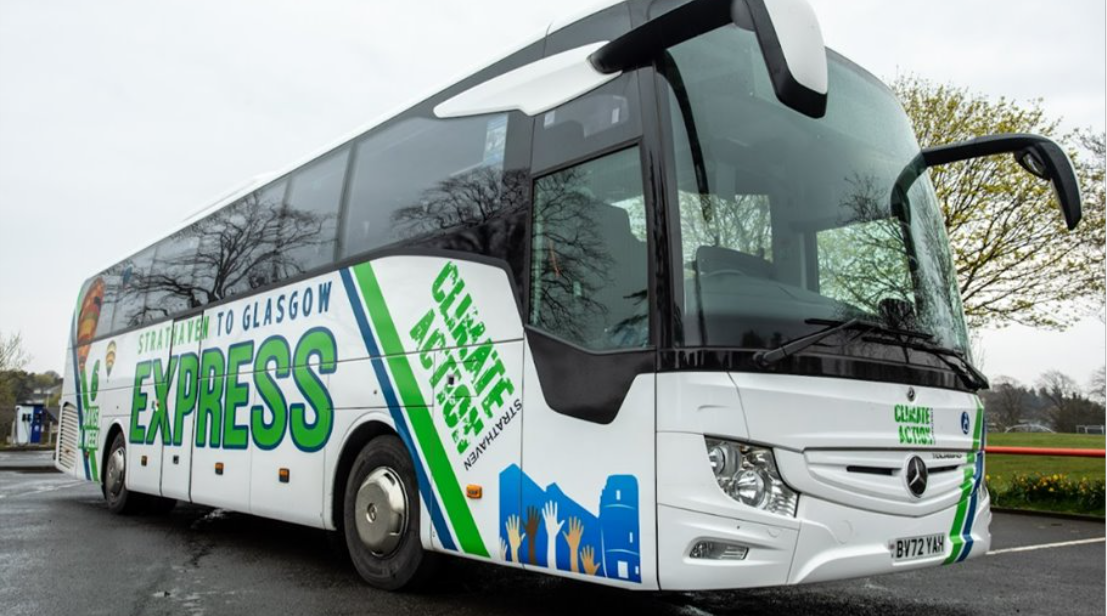 STRATHAVEN TO GLASGOW
EXPRESS
CLIMATE
ACTION
STRATHAVEN
CLIMATE
ACTION
BV72 YAH